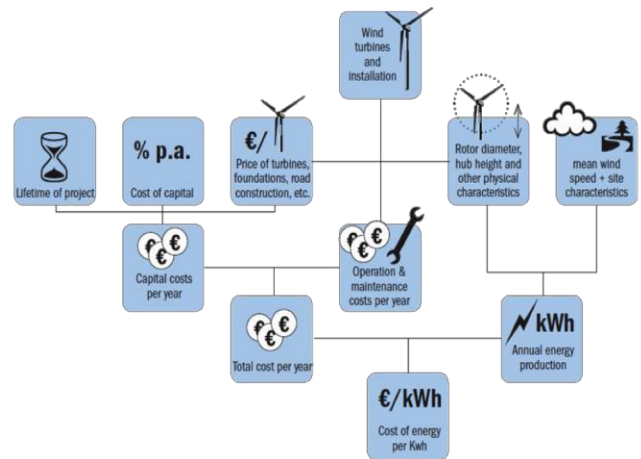 Wind
turbines
and
installation
Lifetime of project
% p.a.
Cost of capital
€/
Price of turbines,
foundations, road
construction, etc.
Rotor diameter,
hub height and
other physical
characteristics
mean wind
speed + site
characteristics
€ € €
Capital costs
per year
€ € €
Operation &
maintenance
costs per year
€ € €
Total cost per year
kWh
Annual energy
production
€/kWh
Cost of energy
per Kwh